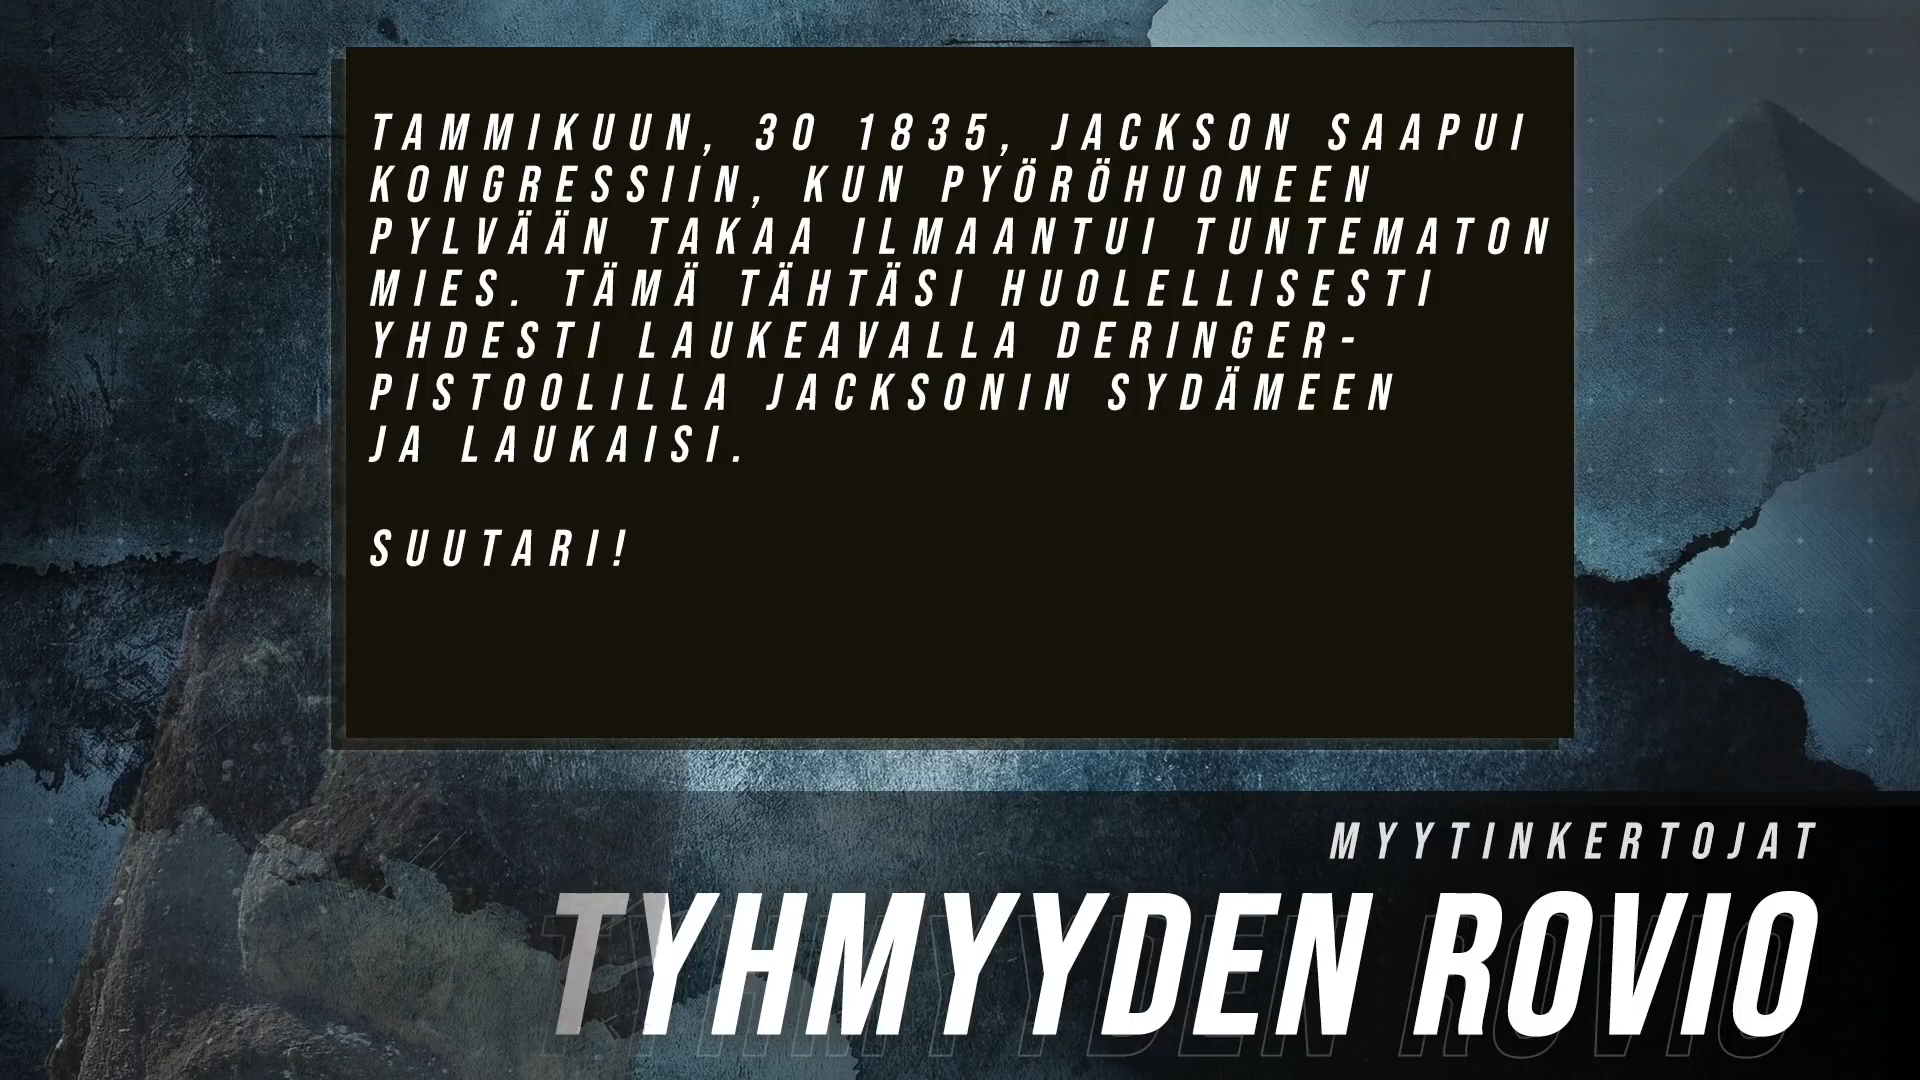 TAMMIKUUN, 30 1835, JACKSON SAAPUI
KONGRESSIIN, KUN PYÖRÖHUONEEN
PYLVÄÄN TAKAA ILMAANTUI TUNTEMATON
MIES. TÄMÄ TÄHTÄSI HUOLELLISESTI
YHDESTI LAUKEAVALLA DERINGER-
PISTOOLILLA JACKSONIN SYDÄMEEN
JA LAUKAISI.
SUUTARI!
MYYTINKERTOJAT
TYHMYYDEN ROVIO